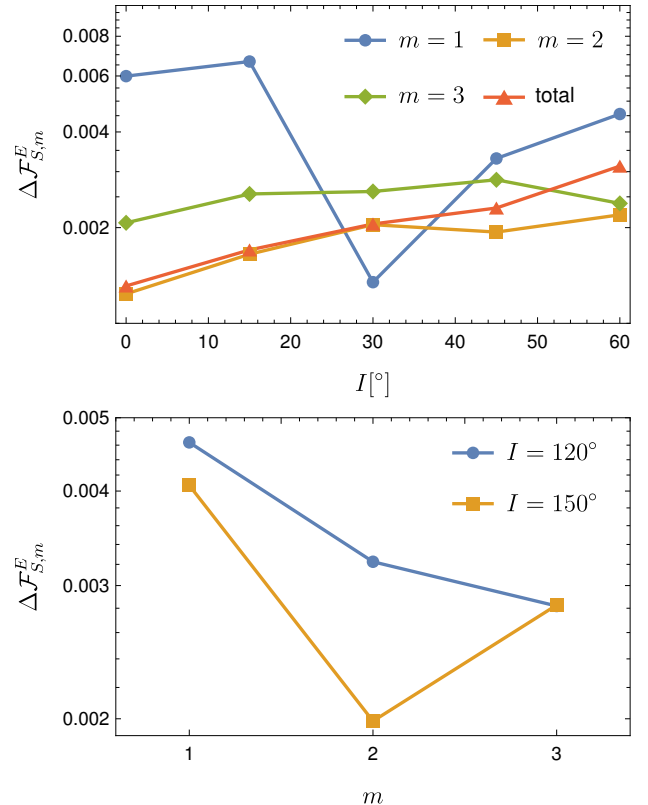 0.008
0.006
0.004
0.002
m = 1
m = 2
m = 3
total
Δℱ^E_{S,m}
0 10 20 30 40 50 60
I[°]
0.005
0.004
0.003
0.002
I = 120°
I = 150°
Δℱ^E_{S,m}
1 2 3
m